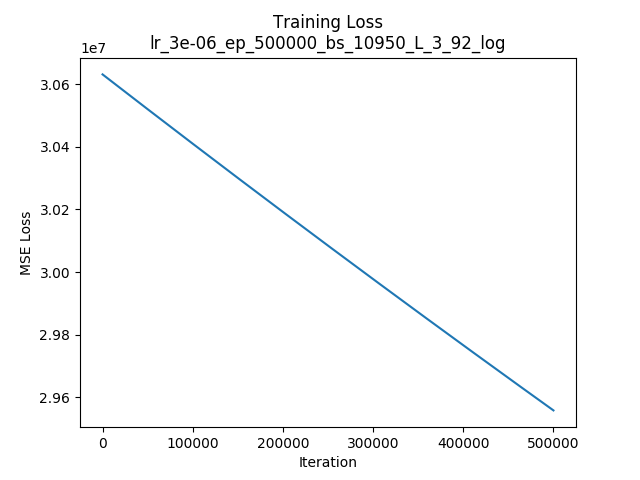 Training Loss
lr_3e-06_ep_500000_bs_10950_L_3_92_log
1e7
3.06
3.04
3.02
3.00
2.98
2.96
MSE Loss
0 100000 200000 300000 400000 500000
Iteration